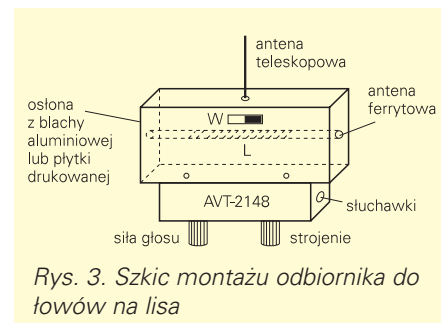 antena
teleskopowa
antena
ferrytowa
osłona
z blachy
aluminiowej
lub płytki
drukowanej
W
L
AVT-2148
słuchawki
siła głosu
strojenie
Rys. 3. Szkic montażu odbiornika do
łowów na lisa